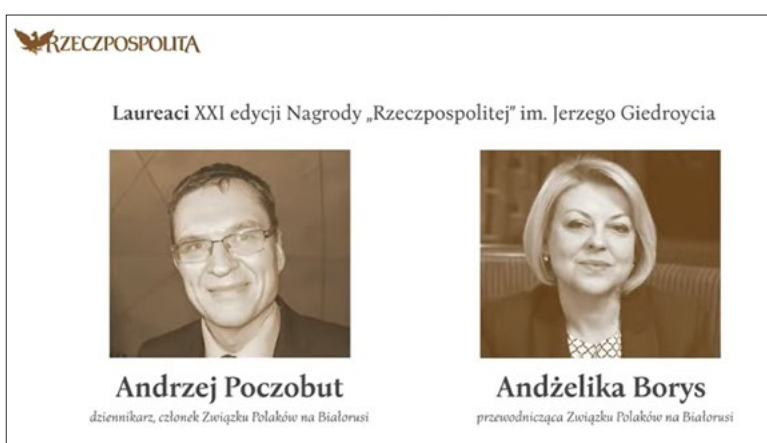 RZECZPOSPOLITA
Laureaci XXI edycji Nagrody „Rzeczpospolitej” im. Jerzego Giedroycia
Andrzej Poczobut
dziennikarz, członek Związku Polaków na Białorusi
Andżelika Borys
przewodnicząca Związku Polaków na Białorusi